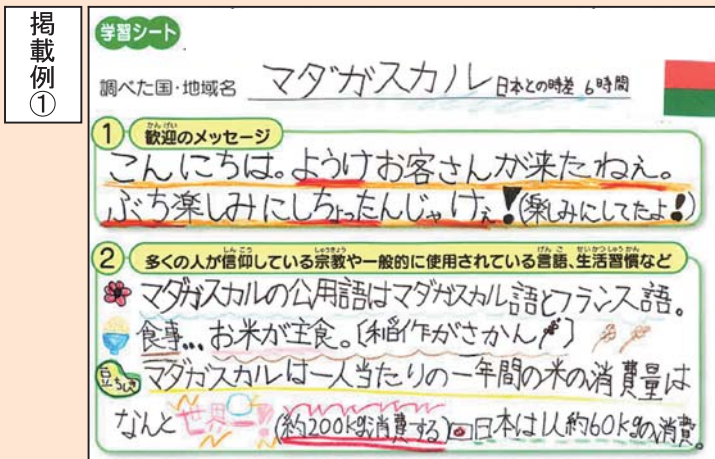 掲載例①
学習シート
調べた国・地域名 マダガスカル 日本との時差 6時間
1 歓迎のメッセージ
こんにちは。ようけお客さんが来たねぇ。
ぶち楽しみにしちょったんじゃけぇ！(楽しみにしてたよ！)
2 多くの人が信仰している宗教や一般的に使用されている言語、生活習慣など
マダガスカルの公用語はマダガスカル語とフランス語。
食事...お米が主食。〔稲作がさかん〕
豆ちしき マダガスカルは一人当たりの一年間の米の消費量は
なんと世界一！(約200kg消費する) 日本は1人約60kgの消費。